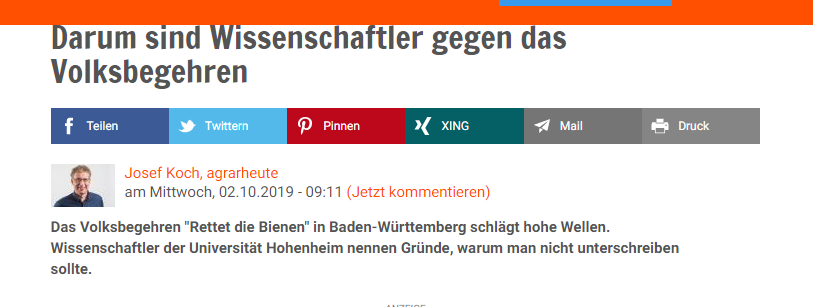 Darum sind Wissenschaftler gegen das
Volksbegehren
Teilen
Twittern
Pinnen
XING
Mail
Druck
Josef Koch, agrarheute
am Mittwoch, 02.10.2019 - 09:11 (Jetzt kommentieren)
Das Volksbegehren "Rettet die Bienen" in Baden-Württemberg schlägt hohe Wellen.
Wissenschaftler der Universität Hohenheim nennen Gründe, warum man nicht unterschreiben
sollte.
ANZEIGE